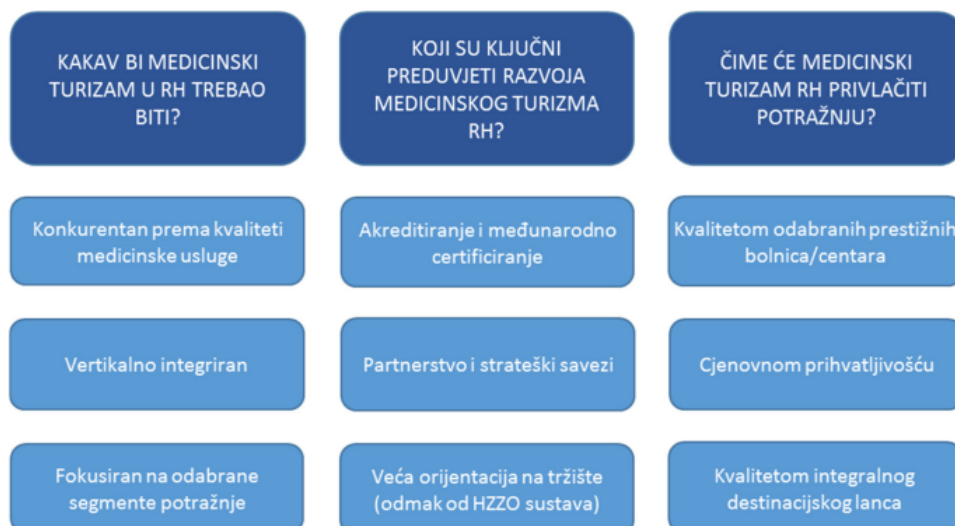 KAKAV BI MEDICINSKI
TURIZAM U RH TREBAO
BITI?
Konkurentan prema kvaliteti
medicinske usluge
Vertikalno integriran
Fokusiran na odabrane
segmente potražnje
KOJI SU KLJUČNI
PREDUVJETI RAZVOJA
MEDICINSKOG TURIZMA
RH?
Akreditiranje i međunarodno
certificiranje
Partnerstvo i strateški savezi
Veća orijentacija na tržište
(odmak od HZZO sustava)
ČIME ĆE MEDICINSKI
TURIZAM RH PRIVLAČITI
POTRAŽNJU?
Kvalitetom odabranih prestižnih
bolnica/centara
Cjenovnom prihvatljivošću
Kvalitetom integralnog
destinacijskog lanca